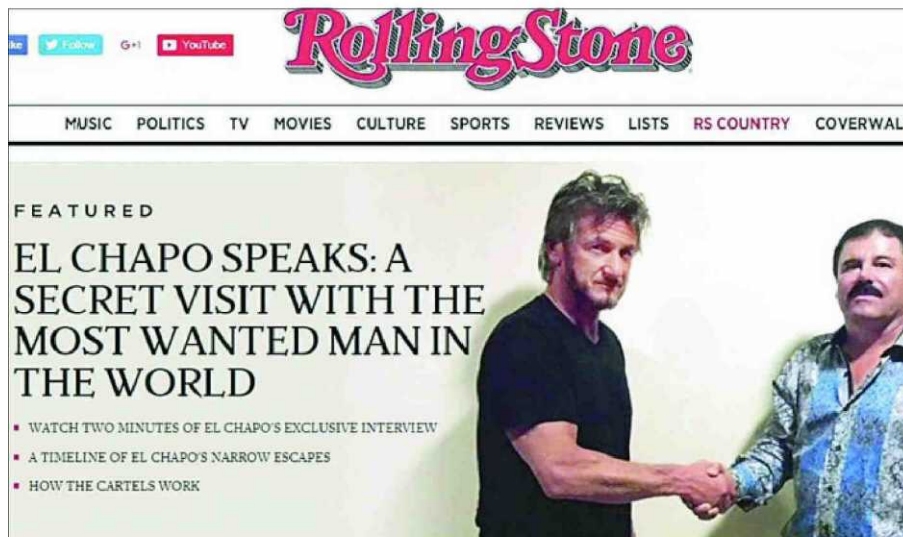 ke Follow G+1 YouTube
RollingStone
MUSIC POLITICS TV MOVIES CULTURE SPORTS REVIEWS LISTS RS COUNTRY COVERWAL
FEATURED
EL CHAPO SPEAKS: A
SECRET VISIT WITH THE
MOST WANTED MAN IN
THE WORLD
WATCH TWO MINUTES OF EL CHAPO'S EXCLUSIVE INTERVIEW
A TIMELINE OF EL CHAPO'S NARROW ESCAPES
HOW THE CARTELS WORK